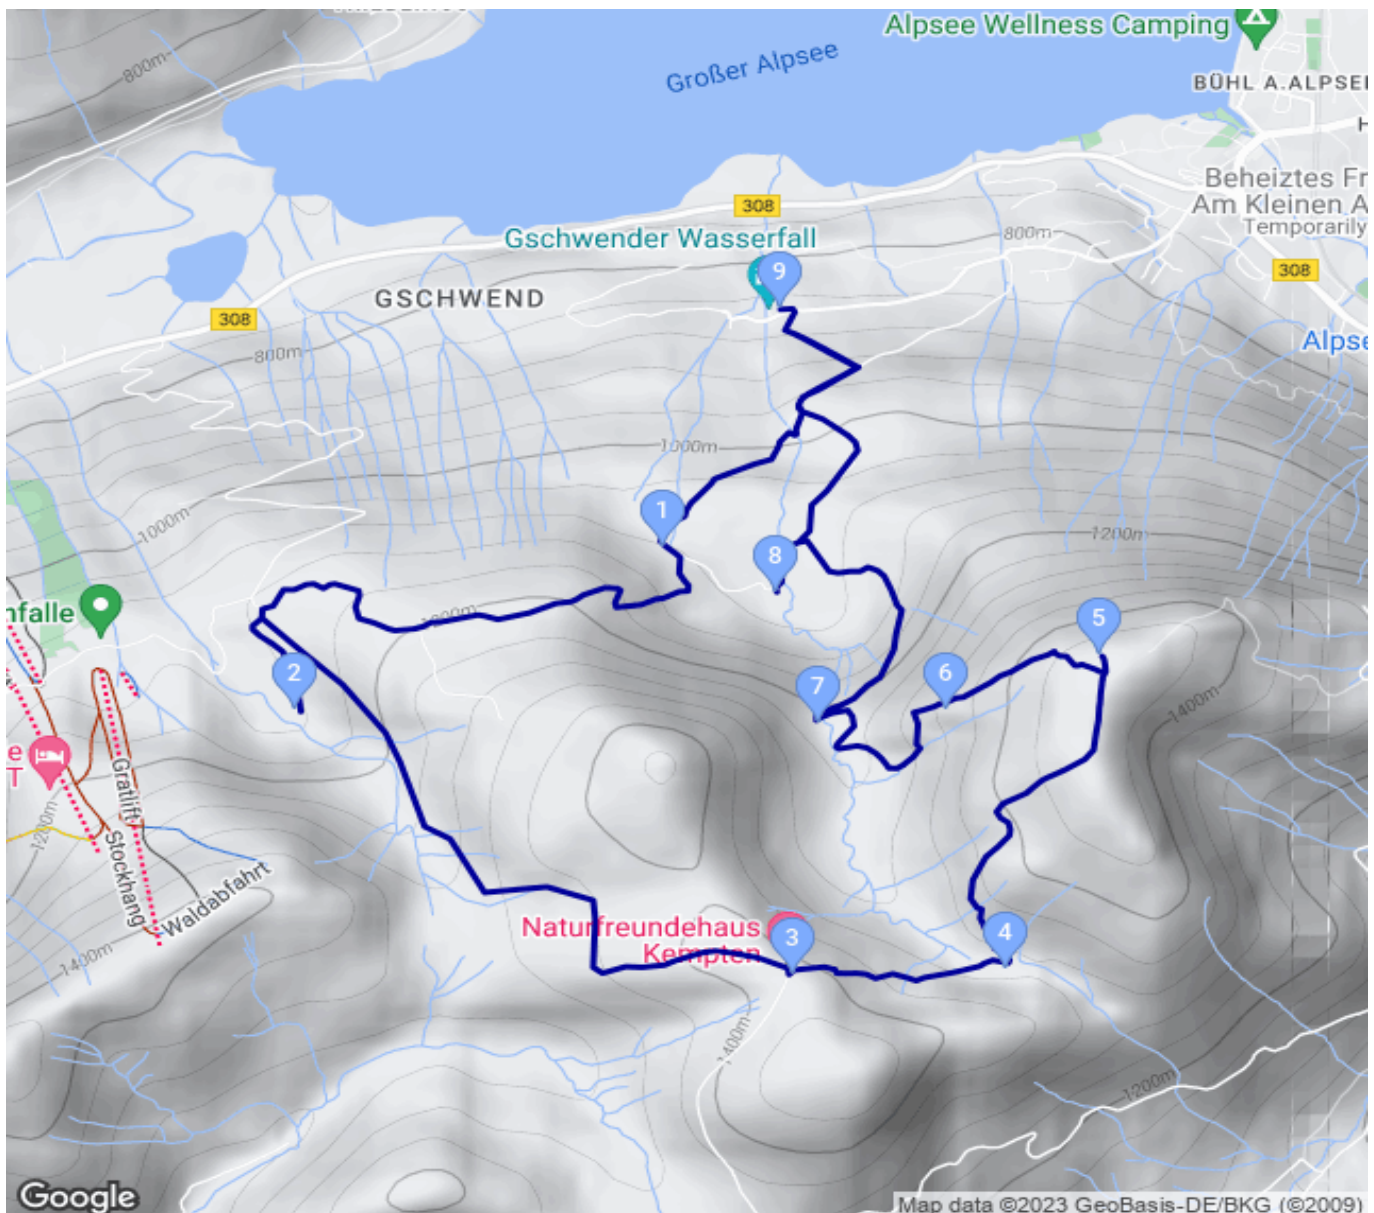 Alpsee Wellness Camping
800m
Großer Alpsee
BÜHL A.ALPSE
H
Beheiztes Fr
Am Kleinen A
Temporarily
308
Gschwender Wasserfall
800m
9
308
GSCHWEND
308
Alpse
800m
1000m
1
1000m
1200m
8
nfalle
5
2
6
7
1400m
e
T
Gratlift
1200m
Stockhang
Waldabfahrt
Naturfreundehaus
Kempten
3
4
1400m
1400m
1200m
Google
Map data ©2023 GeoBasis-DE/BKG (©2009)